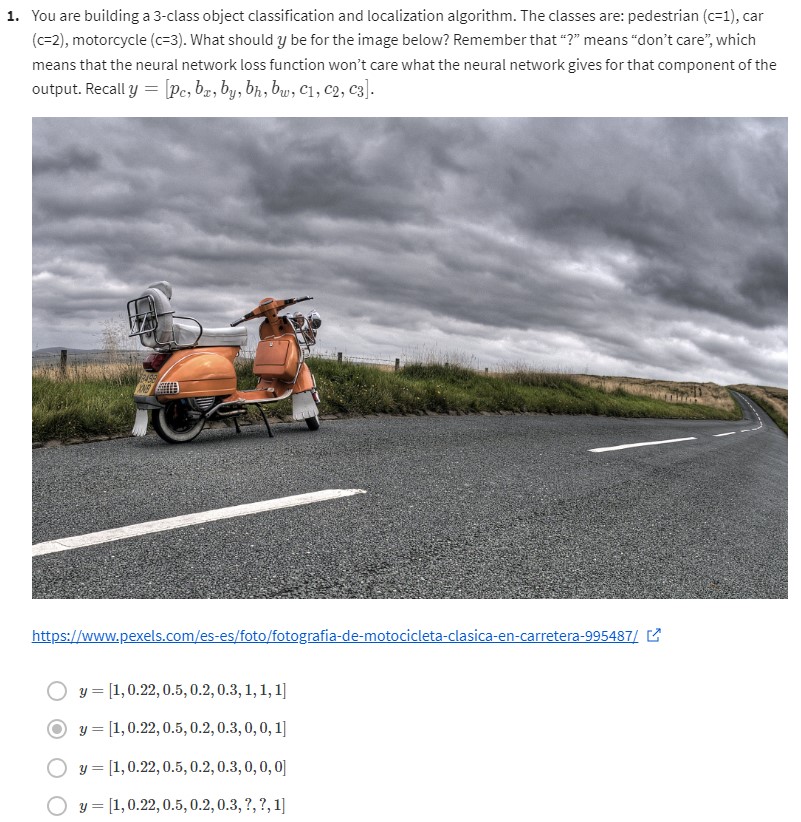 1. You are building a 3-class object classification and localization algorithm. The classes are: pedestrian (c=1), car
(c=2), motorcycle (c=3). What should y be for the image below? Remember that “?” means “don’t care”, which
means that the neural network loss function won’t care what the neural network gives for that component of the
output. Recall y = [p_c, b_x, b_y, b_h, b_w, c_1, c_2, c_3].
https://www.pexels.com/es-es/foto/fotografia-de-motocicleta-clasica-en-carretera-995487/
y = [1, 0.22, 0.5, 0.2, 0.3, 1, 1, 1]
y = [1, 0.22, 0.5, 0.2, 0.3, 0, 0, 1]
y = [1, 0.22, 0.5, 0.2, 0.3, 0, 0, 0]
y = [1, 0.22, 0.5, 0.2, 0.3, ?, ?, 1]